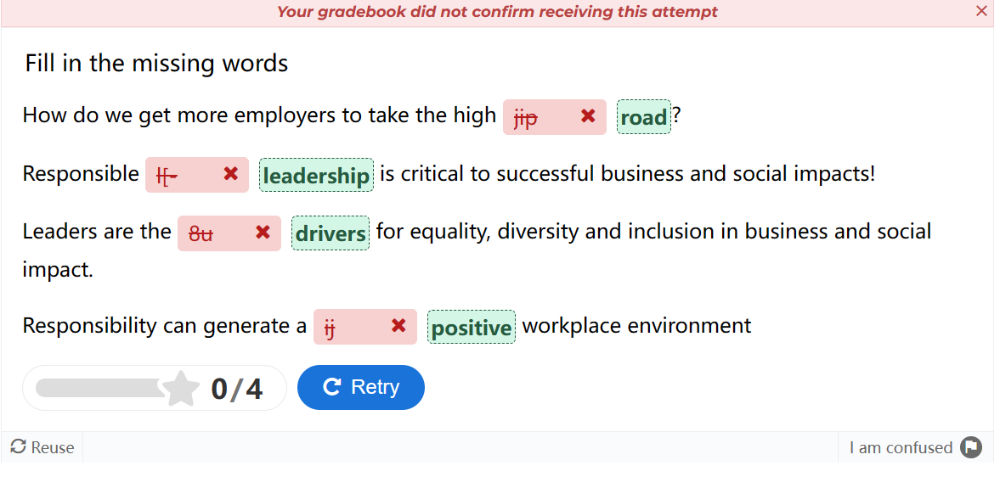 Your gradebook did not confirm receiving this attempt
Fill in the missing words
How do we get more employers to take the high jip road?
Responsible l[- leadership is critical to successful business and social impacts!
Leaders are the 8u drivers for equality, diversity and inclusion in business and social
impact.
Responsibility can generate a ij positive workplace environment
0/4 Retry
Reuse I am confused